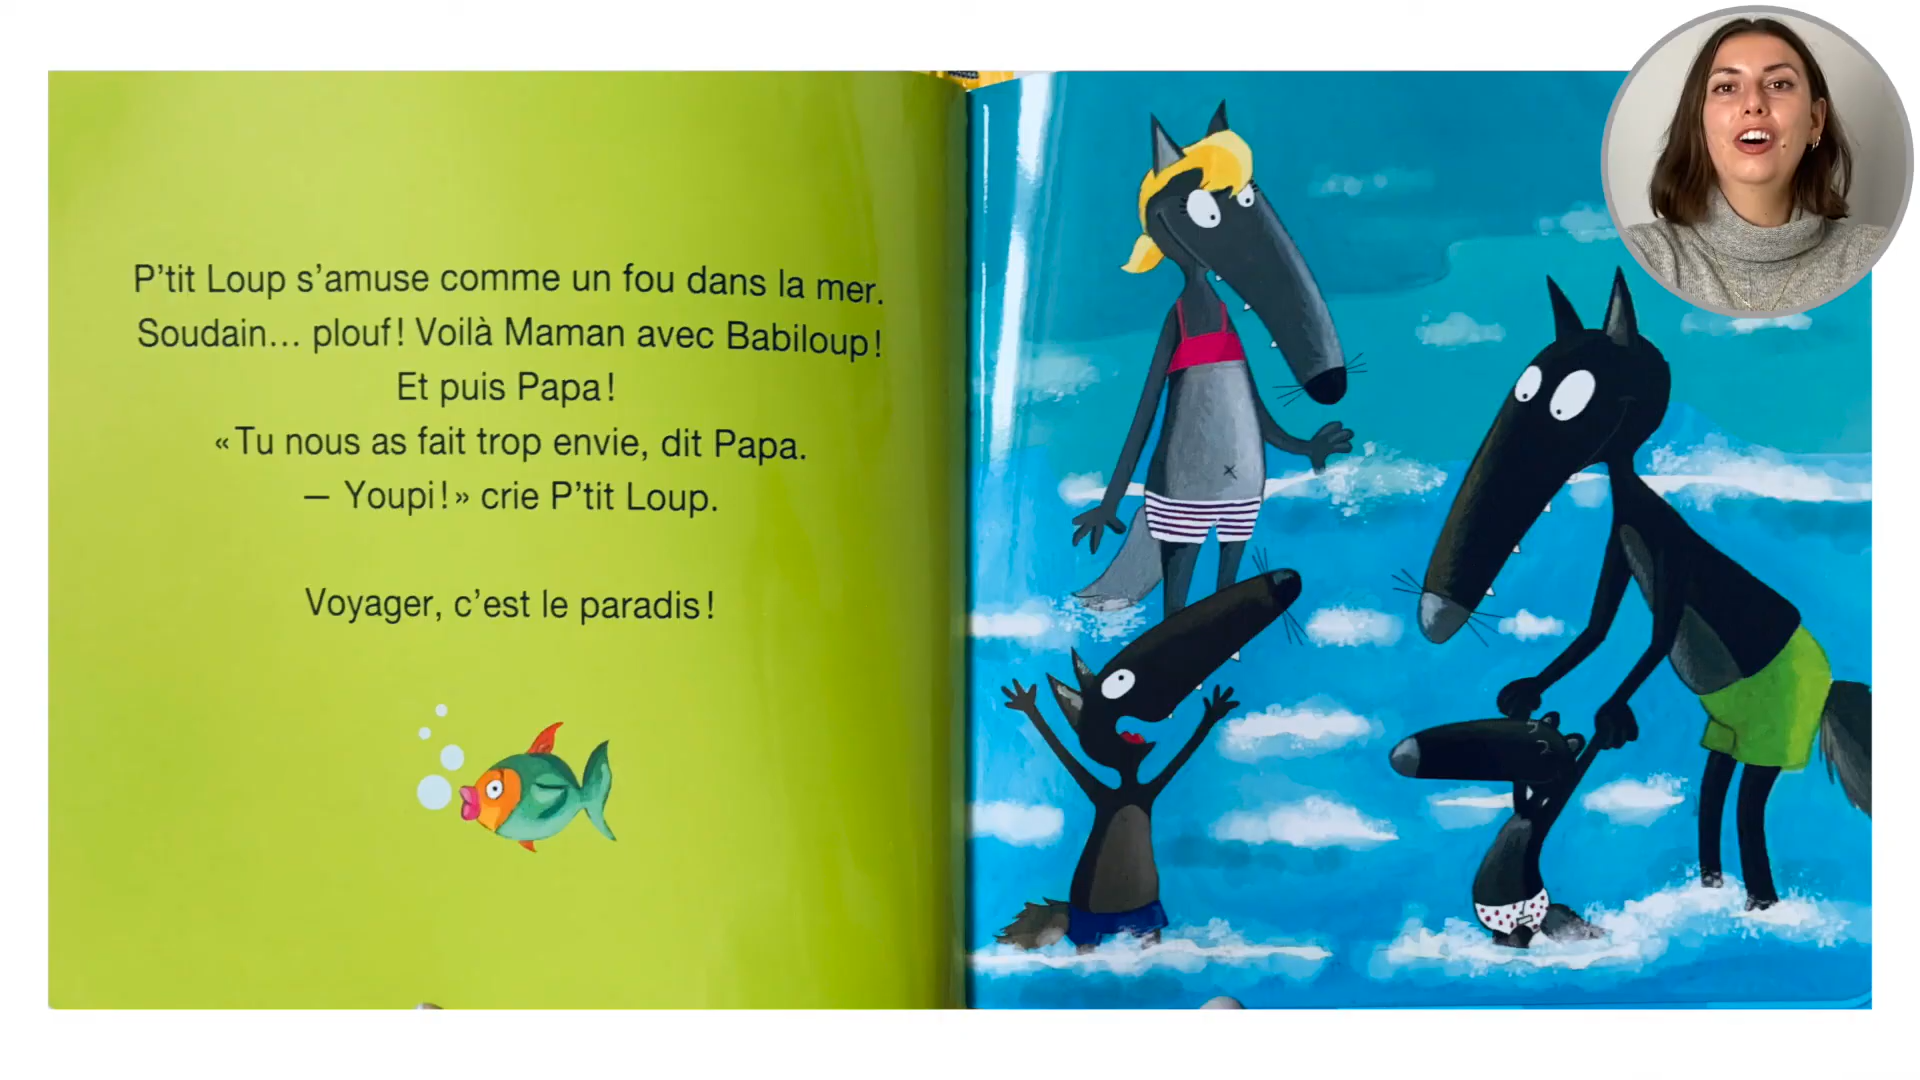 P'tit Loup s'amuse comme un fou dans la mer.
Soudain... plouf! Voilà Maman avec Babiloup!
Et puis Papa!
«Tu nous as fait trop envie, dit Papa.
— Youpi!» crie P'tit Loup.
Voyager, c'est le paradis!